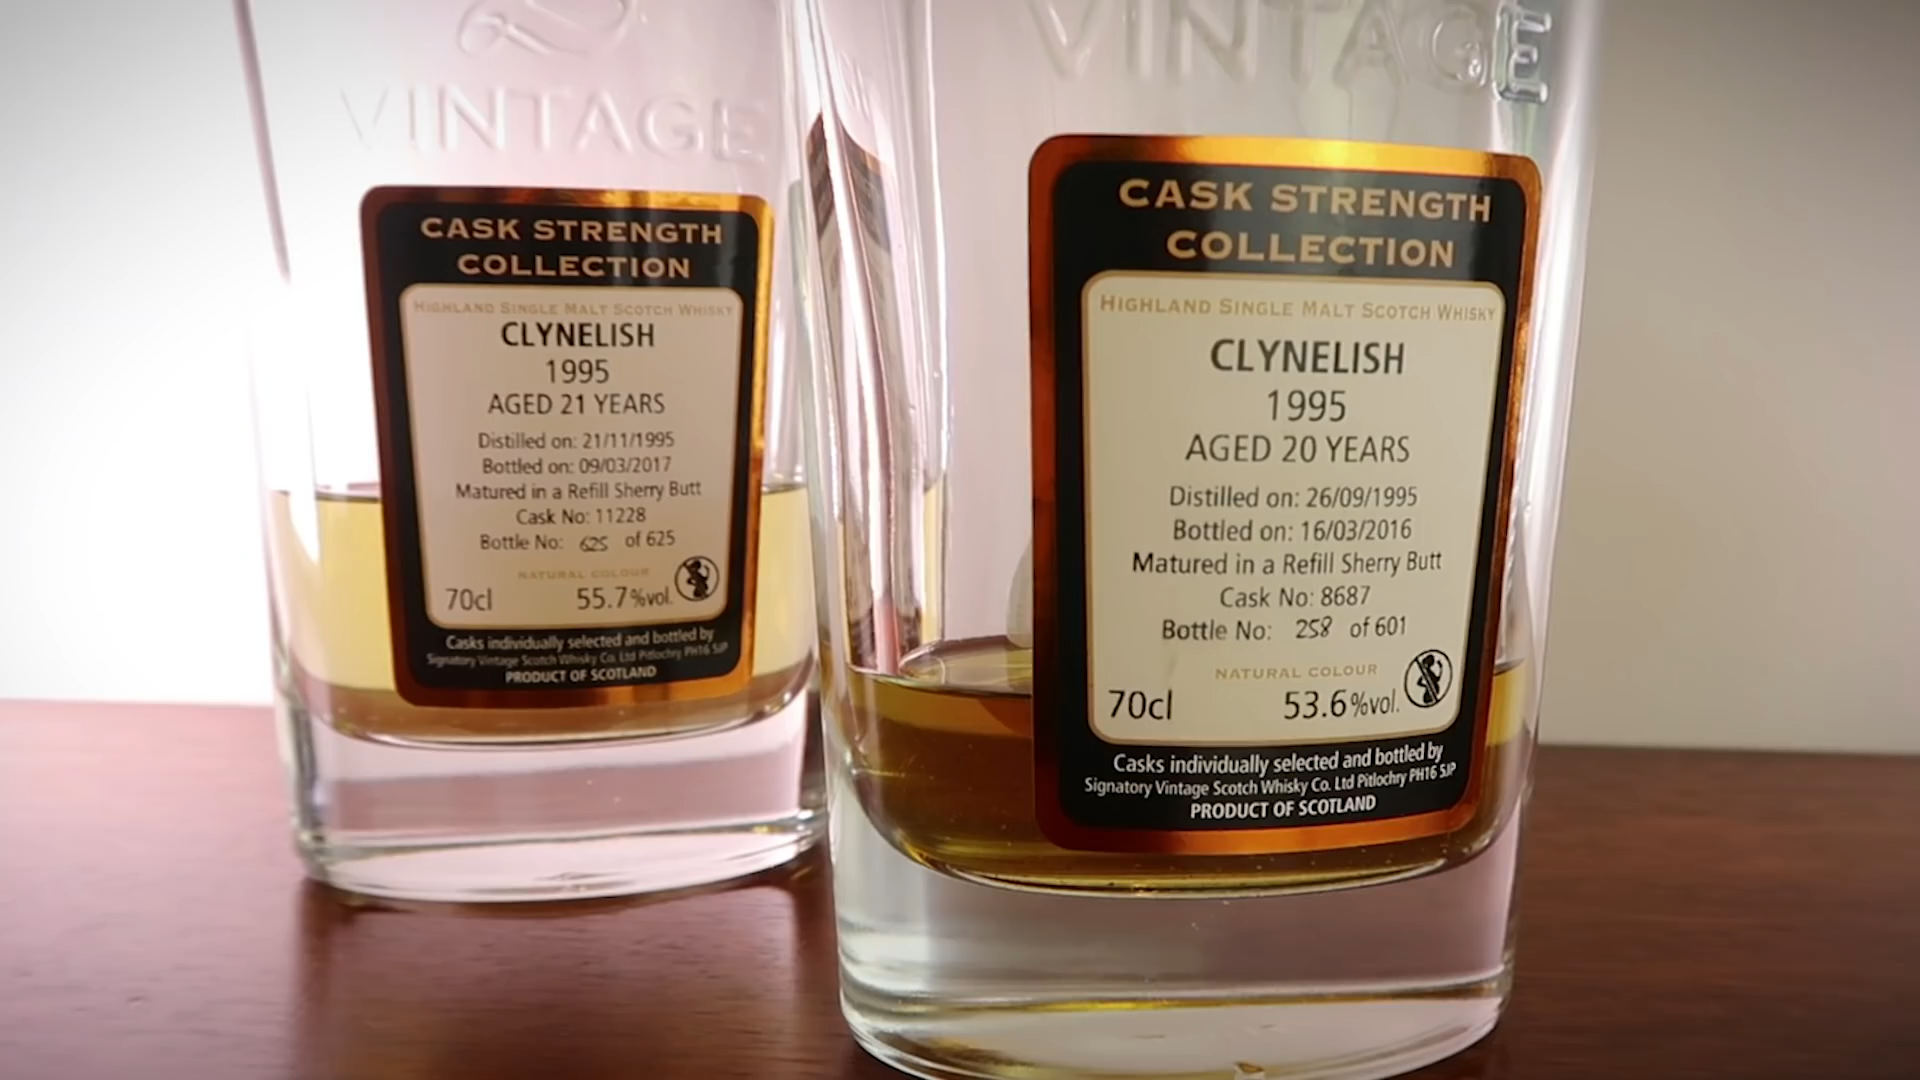 VINTAGE
CASK STRENGTH
COLLECTION
HIGHLAND SINGLE MALT SCOTCH WHISKY
CLYNELISH
1995
AGED 21 YEARS
Distilled on: 21/11/1995
Bottled on: 09/03/2017
Matured in a Refill Sherry Butt
Cask No: 11228
Bottle No: 625 of 625
NATURAL COLOUR
70cl 55.7%vol.
Casks individually selected and bottled by
Signatory Vintage Scotch Whisky Co. Ltd Pitlochry PH16 5JP
PRODUCT OF SCOTLAND
VINTAGE
CASK STRENGTH
COLLECTION
HIGHLAND SINGLE MALT SCOTCH WHISKY
CLYNELISH
1995
AGED 20 YEARS
Distilled on: 26/09/1995
Bottled on: 16/03/2016
Matured in a Refill Sherry Butt
Cask No: 8687
Bottle No: 258 of 601
NATURAL COLOUR
70cl 53.6%vol.
Casks individually selected and bottled by
Signatory Vintage Scotch Whisky Co. Ltd Pitlochry PH16 5JP
PRODUCT OF SCOTLAND